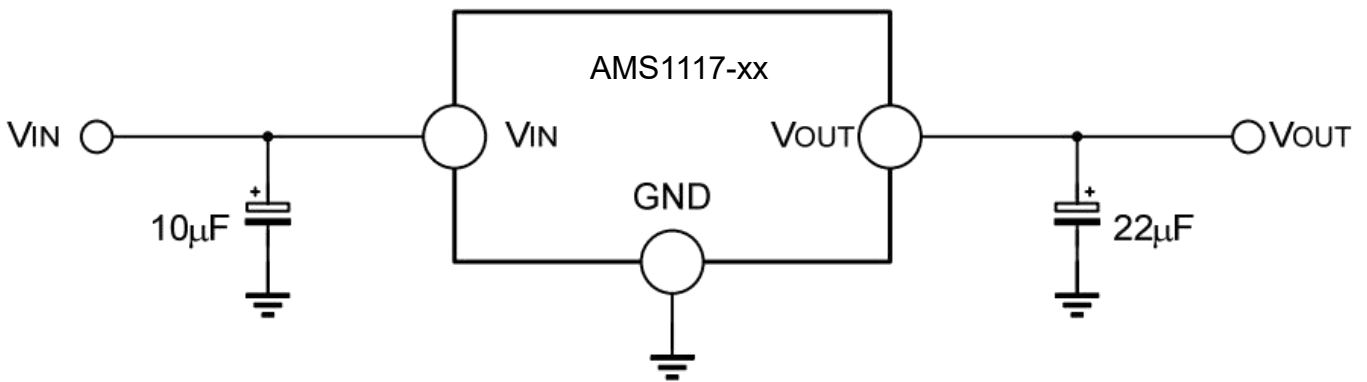 AMS1117-xx
VIN
VIN
VOUT
VOUT
GND
+
10μF
+
22μF